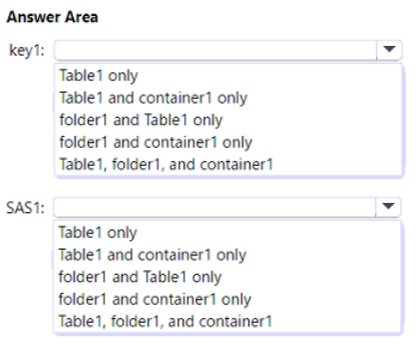 Answer Area
key1:
Table1 only
Table1 and container1 only
folder1 and Table1 only
folder1 and container1 only
Table1, folder1, and container1
SAS1:
Table1 only
Table1 and container1 only
folder1 and Table1 only
folder1 and container1 only
Table1, folder1, and container1